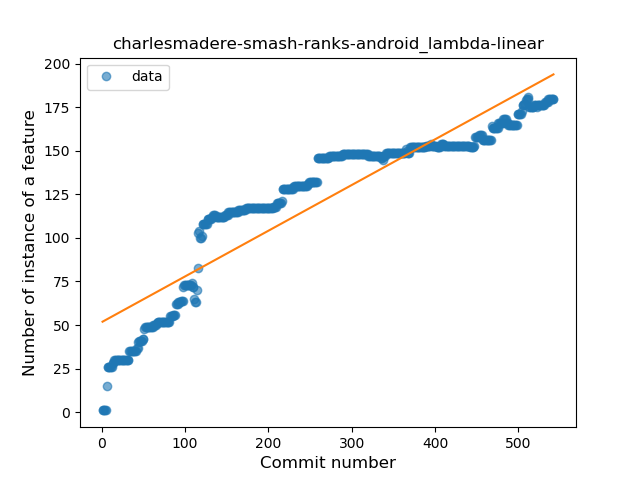 charlesmadere-smash-ranks-android_lambda-linear
data
Number of instance of a feature
200
175
150
125
100
75
50
25
0
0 100 200 300 400 500
Commit number